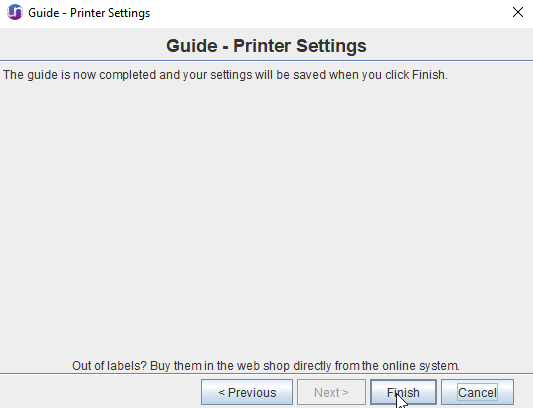 Guide - Printer Settings
Guide - Printer Settings
The guide is now completed and your settings will be saved when you click Finish.
Out of labels? Buy them in the web shop directly from the online system.
< Previous Next > Finish Cancel